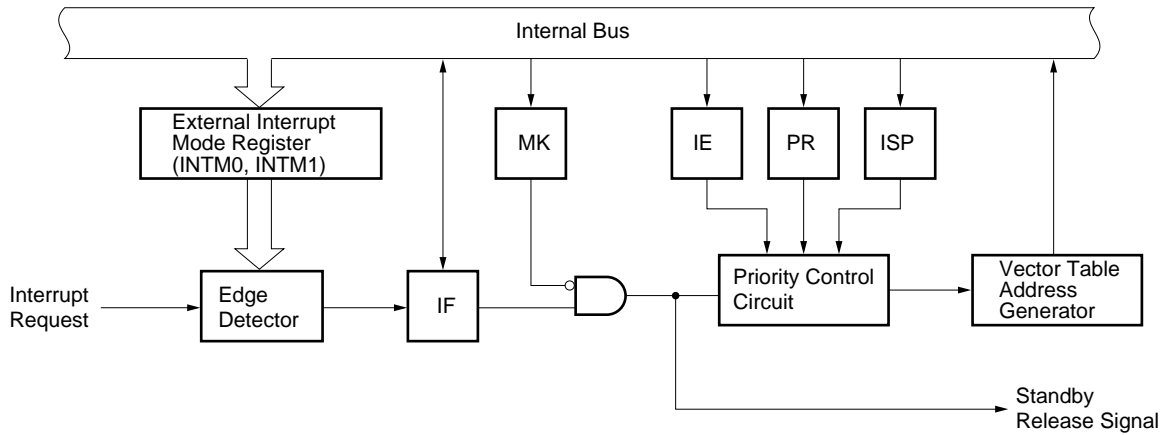 Internal Bus
External Interrupt
Mode Register
(INTM0, INTM1)
MK
IE
PR
ISP
Interrupt
Request
Edge
Detector
IF
Priority Control
Circuit
Vector Table
Address
Generator
Standby
Release Signal